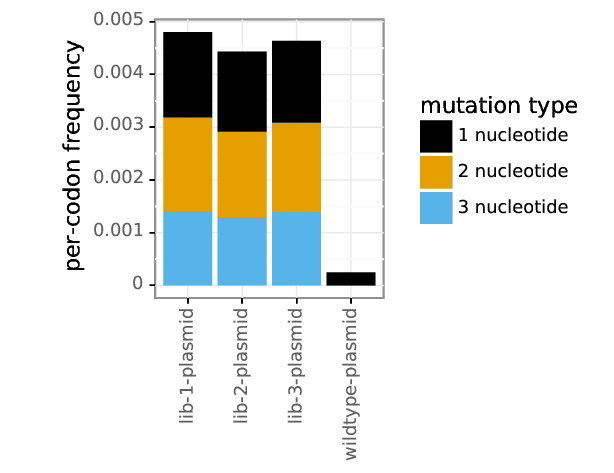 per-codon frequency
0.005
0.004
0.003
0.002
0.001
0
lib-1-plasmid
lib-2-plasmid
lib-3-plasmid
wildtype-plasmid
mutation type
1 nucleotide
2 nucleotide
3 nucleotide